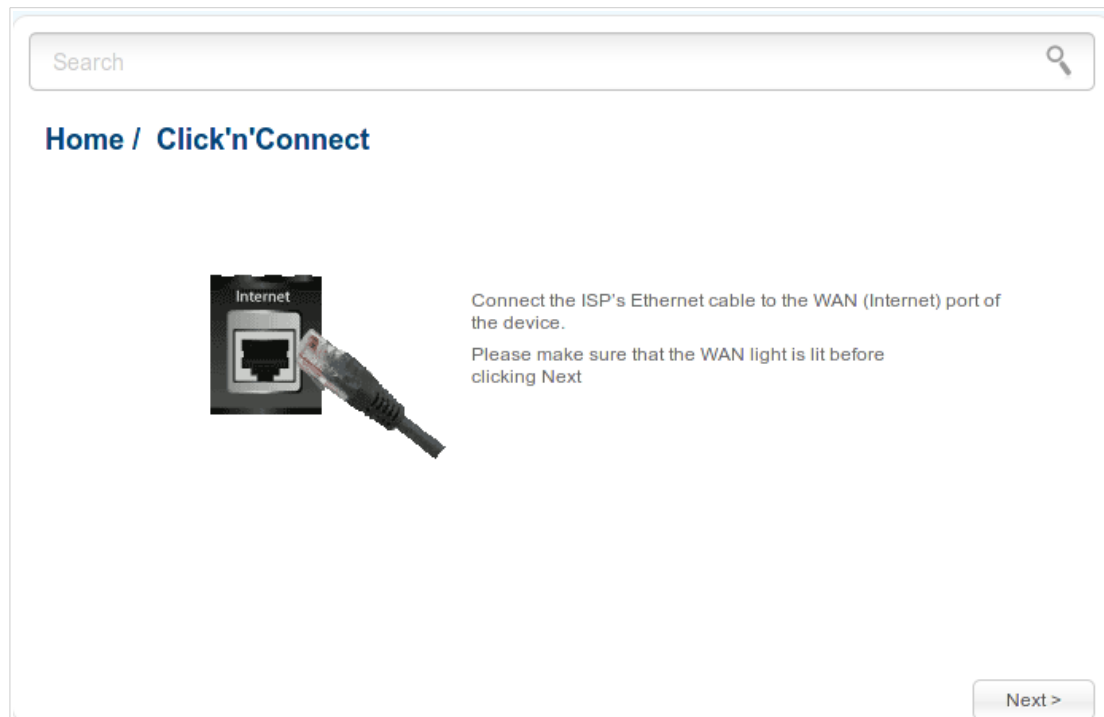 Search
Home /  Click'n'Connect
Internet
Connect the ISP's Ethernet cable to the WAN (Internet) port of
the device.
Please make sure that the WAN light is lit before
clicking Next
Next >